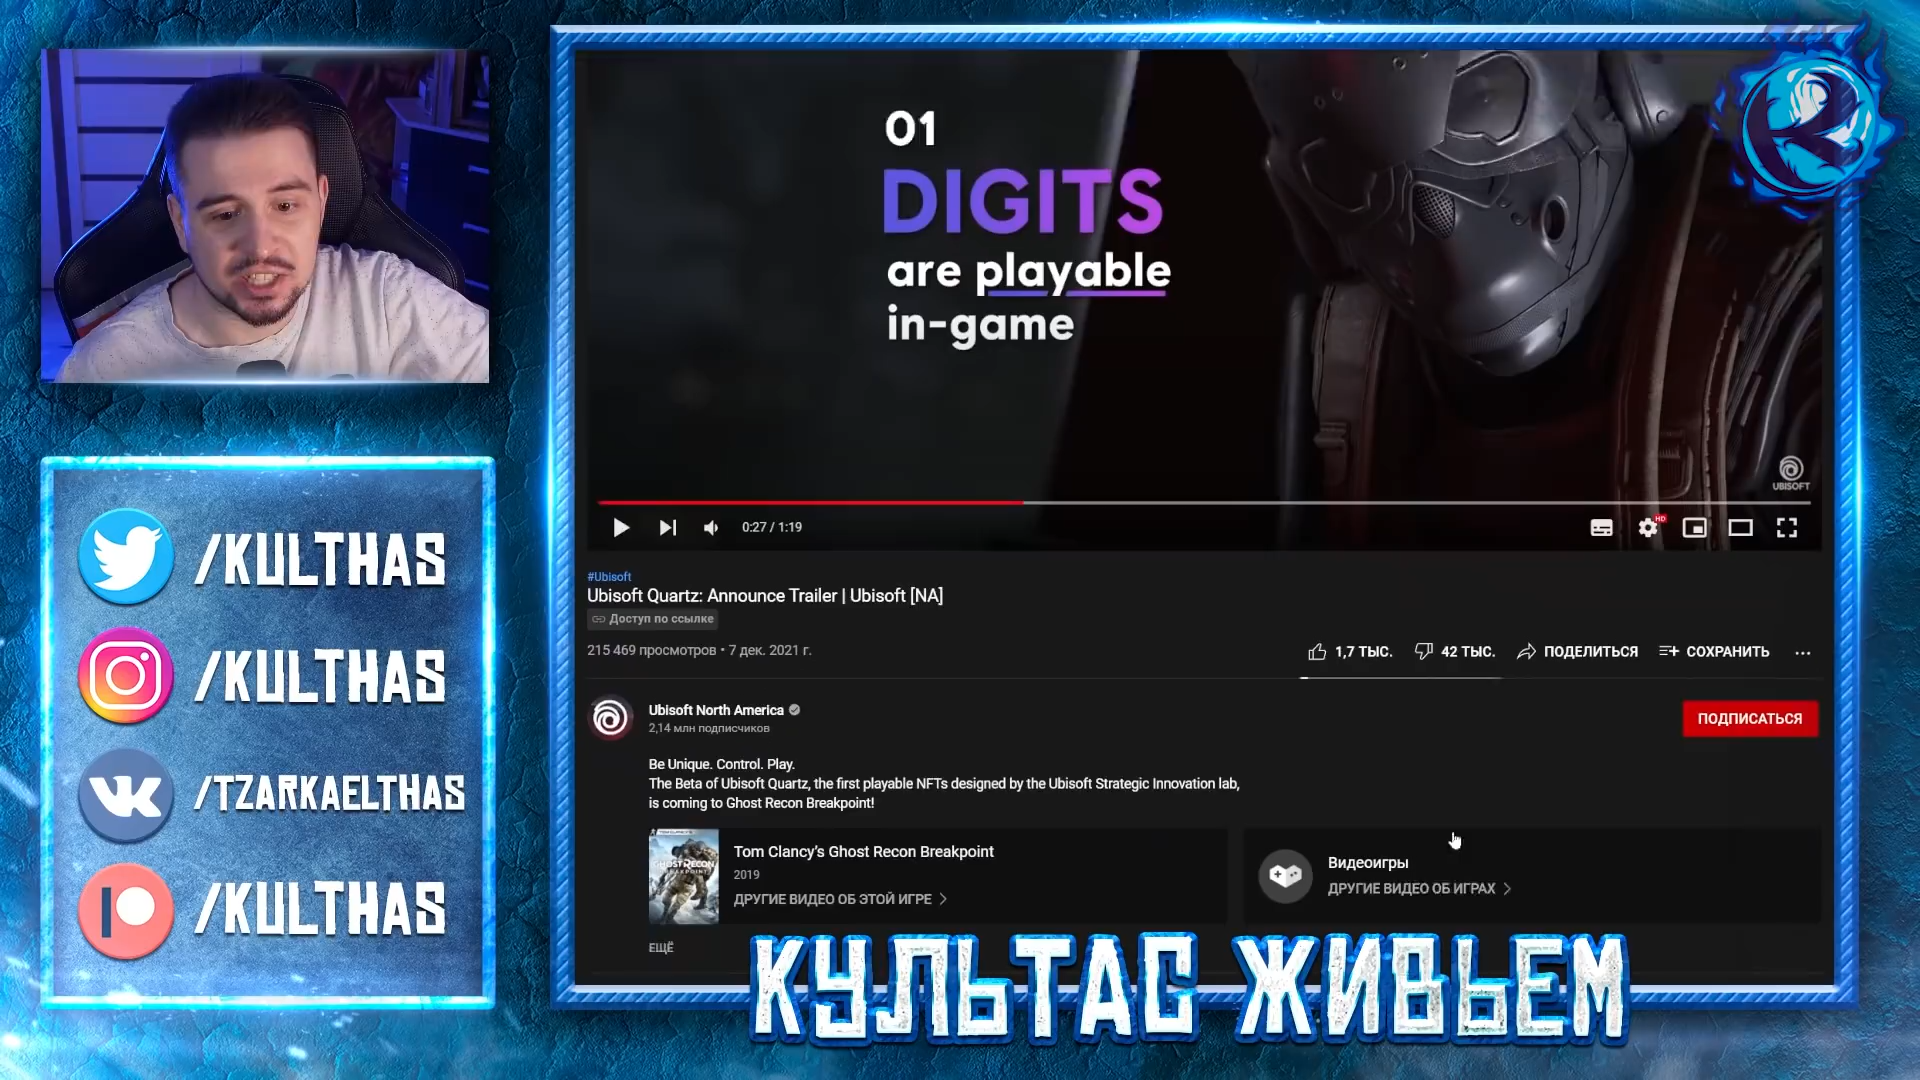 01
DIGITS
are playable
in-game
UBISOFT
0:27 / 1:19
HD
#Ubisoft
Ubisoft Quartz: Announce Trailer | Ubisoft [NA]
Доступ по ссылке
215 469 просмотров • 7 дек. 2021 г.
1,7 ТЫС.
42 ТЫС.
ПОДЕЛИТЬСЯ
СОХРАНИТЬ
Ubisoft North America
2,14 млн подписчиков
ПОДПИСАТЬСЯ
Be Unique. Control. Play.
The Beta of Ubisoft Quartz, the first playable NFTs designed by the Ubisoft Strategic Innovation lab,
is coming to Ghost Recon Breakpoint!
GHOST RECON
BREAKPOINT
Tom Clancy's Ghost Recon Breakpoint
2019
ДРУГИЕ ВИДЕО ОБ ЭТОЙ ИГРЕ
Видеоигры
ДРУГИЕ ВИДЕО ОБ ИГРАХ
ЕЩЁ
/KULTHAS
/KULTHAS
/TZARKAELTHAS
/KULTHAS
КУЛЬТАС ЖИВЬЕМ